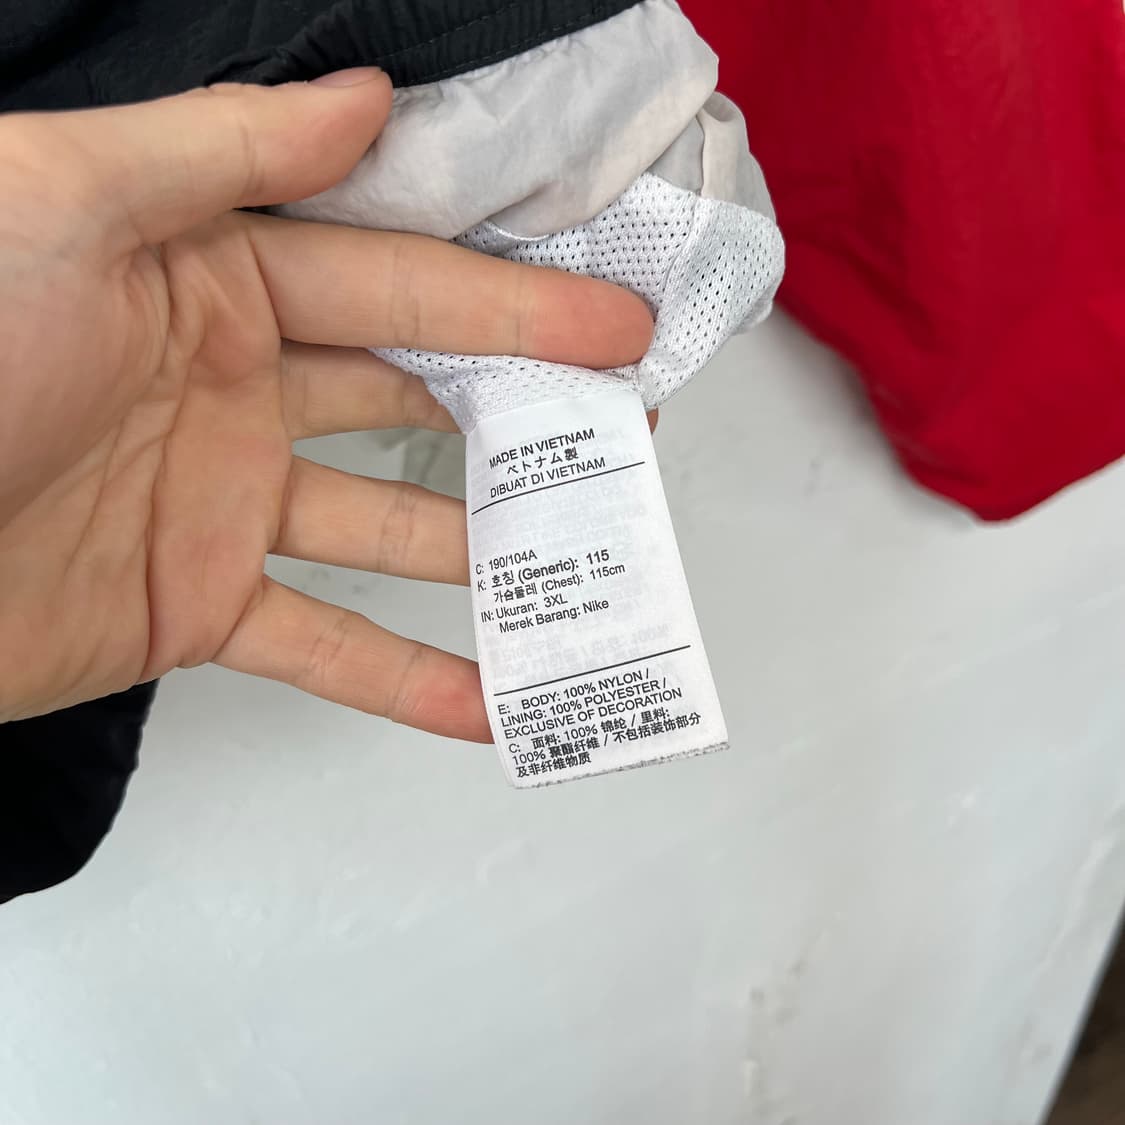 MADE IN VIETNAM
ベトナム製
DIBUAT DI VIETNAM
C: 190/104A
K: 호칭 (Generic): 115
가슴둘레 (Chest): 115cm
IN: Ukuran: 3XL
Merek Barang: Nike
E: BODY: 100% NYLON /
LINING: 100% POLYESTER /
EXCLUSIVE OF DECORATION
C: 面料: 100% 锦纶 / 里料:
100% 聚酯纤维 / 不包括装饰部分
及非纤维物质